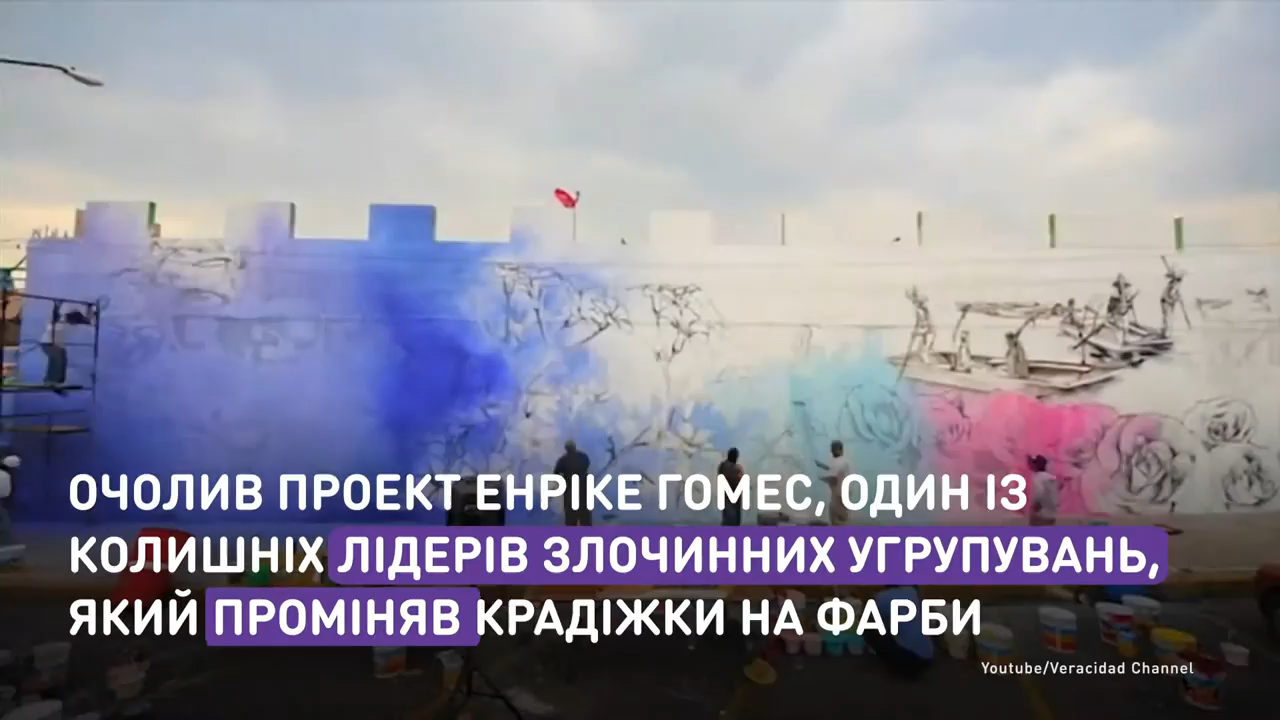 ОЧОЛИВ ПРОЕКТ ЕНРІКЕ ГОМЕС, ОДИН ІЗ
КОЛИШНІХ ЛІДЕРІВ ЗЛОЧИННИХ УГРУПУВАНЬ,
ЯКИЙ ПРОМІНЯВ КРАДІЖКИ НА ФАРБИ
Youtube/Veracidad Channel